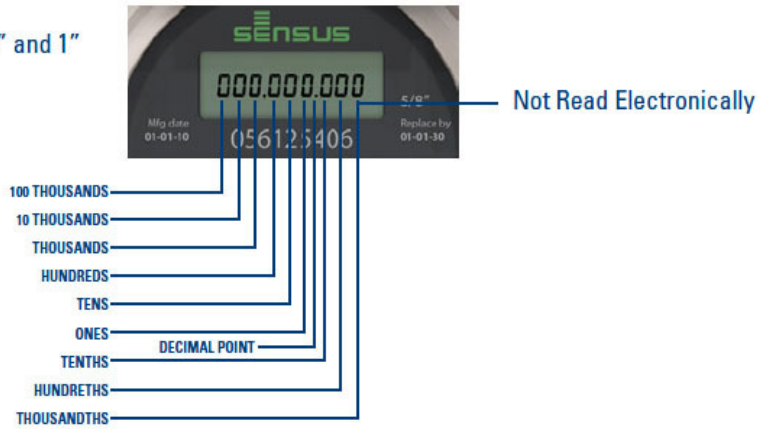 " and 1"
SENSUS
000.000.000
5/8"
Not Read Electronically
Mfg date
01-01-10
056125406
Replace by
01-01-30
100 THOUSANDS
10 THOUSANDS
THOUSANDS
HUNDREDS
TENS
ONES
DECIMAL POINT
TENTHS
HUNDRETHS
THOUSANDTHS